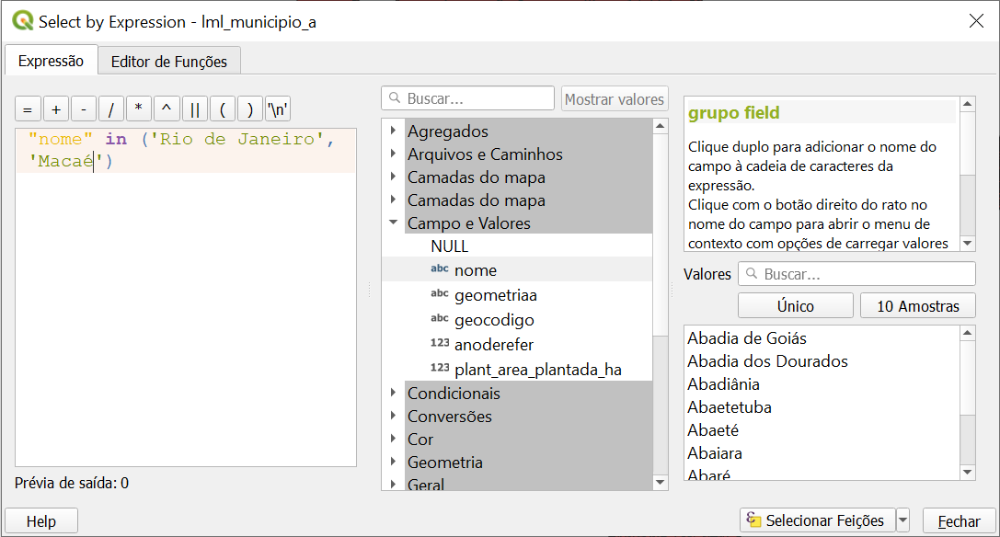 Select by Expression - lml_municipio_a
Expressão
Editor de Funções
= + - / * ^ || ( ) '\n'
"nome" in ('Rio de Janeiro',
'Macaé')
Prévia de saída: 0
Buscar...
Mostrar valores
Agregados
Arquivos e Caminhos
Camadas do mapa
Camadas do mapa
Campo e Valores
NULL
abc nome
abc geometriaa
abc geocodigo
123 anoderefer
123 plant_area_plantada_ha
Condicionais
Conversões
Cor
Geometria
Geral
grupo field
Clique duplo para adicionar o nome do
campo à cadeia de caracteres da
expressão.
Clique com o botão direito do rato no
nome do campo para abrir o menu de
contexto com opções de carregar valores
Valores
Buscar...
Único
10 Amostras
Abadia de Goiás
Abadia dos Dourados
Abadiânia
Abaetetuba
Abaeté
Abaiara
Abaré
Help
Selecionar Feições
Fechar